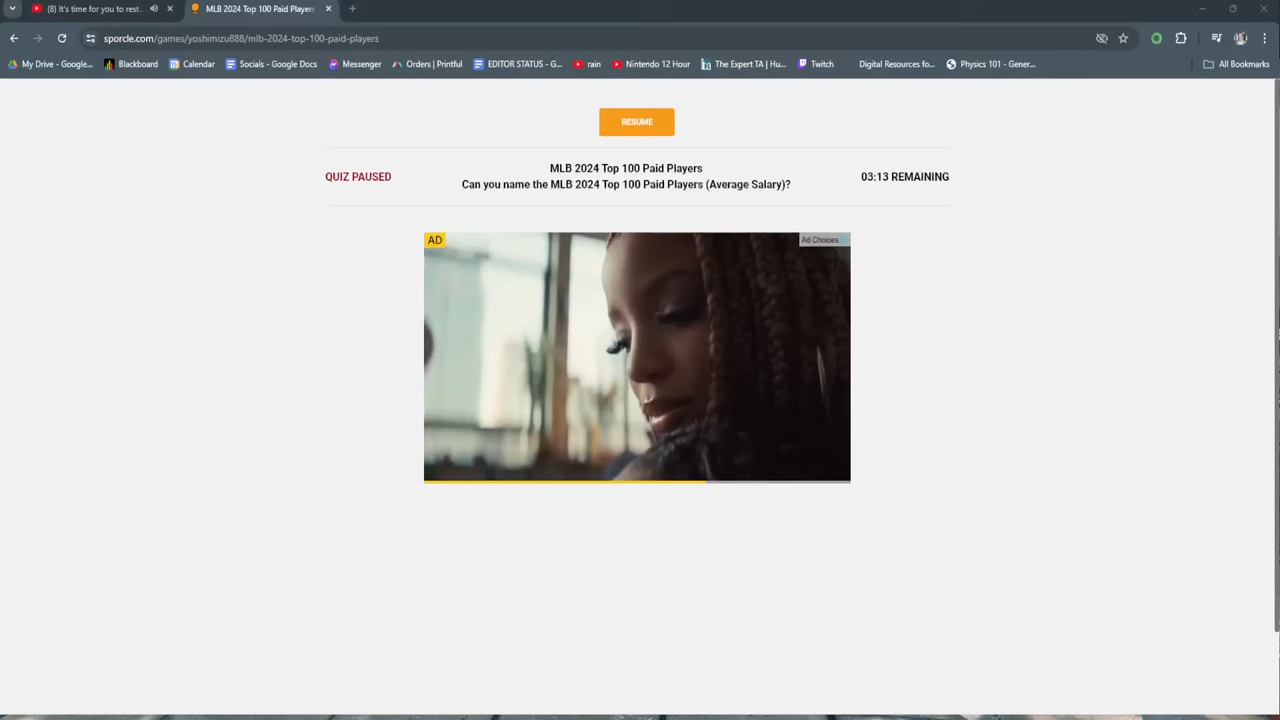 (8) It's time for you to rest..
MLB 2024 Top 100 Paid Players
sporcle.com/games/yoshimizu888/mlb-2024-top-100-paid-players
My Drive - Google...
Blackboard
Calendar
Socials - Google Docs
Messenger
Orders | Printful
EDITOR STATUS - G...
rain
Nintendo 12 Hour
The Expert TA | Hu...
Twitch
Digital Resources fo...
Physics 101 - Gener...
All Bookmarks
RESUME
QUIZ PAUSED
MLB 2024 Top 100 Paid Players
Can you name the MLB 2024 Top 100 Paid Players (Average Salary)?
03:13 REMAINING
AD
Ad Choices